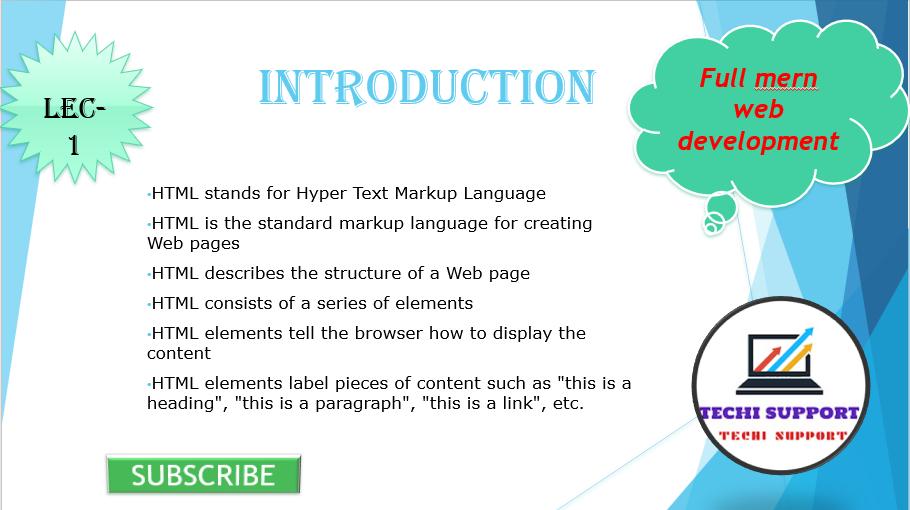 LEC-
1
INTRODUCTION
Full mern
web
development
•HTML stands for Hyper Text Markup Language
•HTML is the standard markup language for creating
Web pages
•HTML describes the structure of a Web page
•HTML consists of a series of elements
•HTML elements tell the browser how to display the
content
•HTML elements label pieces of content such as "this is a
heading", "this is a paragraph", "this is a link", etc.
TECHI SUPPORT
TECHI SUPPORT
SUBSCRIBE